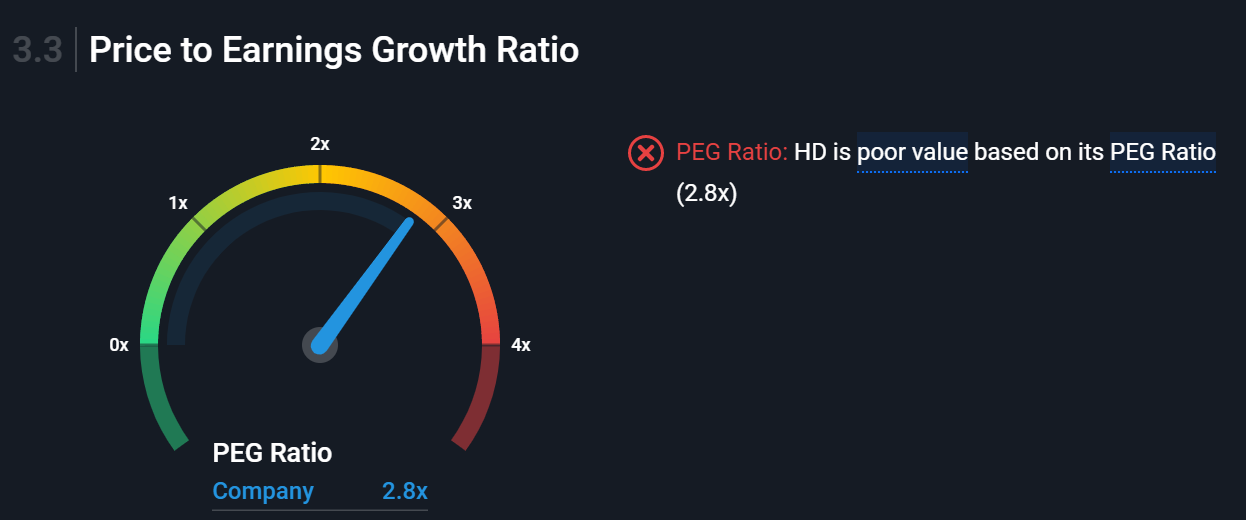 3.3 Price to Earnings Growth Ratio
2x
1x
3x
0x
4x
PEG Ratio
Company 2.8x
PEG Ratio: HD is poor value based on its PEG Ratio
(2.8x)